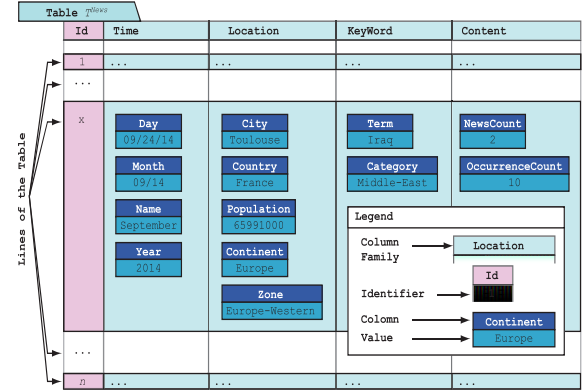 Table T^News
Id Time Location KeyWord Content
1 ... ... ... ...
...
x
Day
09/24/14
Month
09/14
Name
September
Year
2014
City
Toulouse
Country
France
Population
65991000
Continent
Europe
Zone
Europe-Western
Term
Iraq
Category
Middle-East
NewsCount
2
OccurrenceCount
10
Legend
Column
Family
Location
Id
Identifier
Colomn
Continent
Value
Europe
...
n ... ... ... ...
Lines of the Table